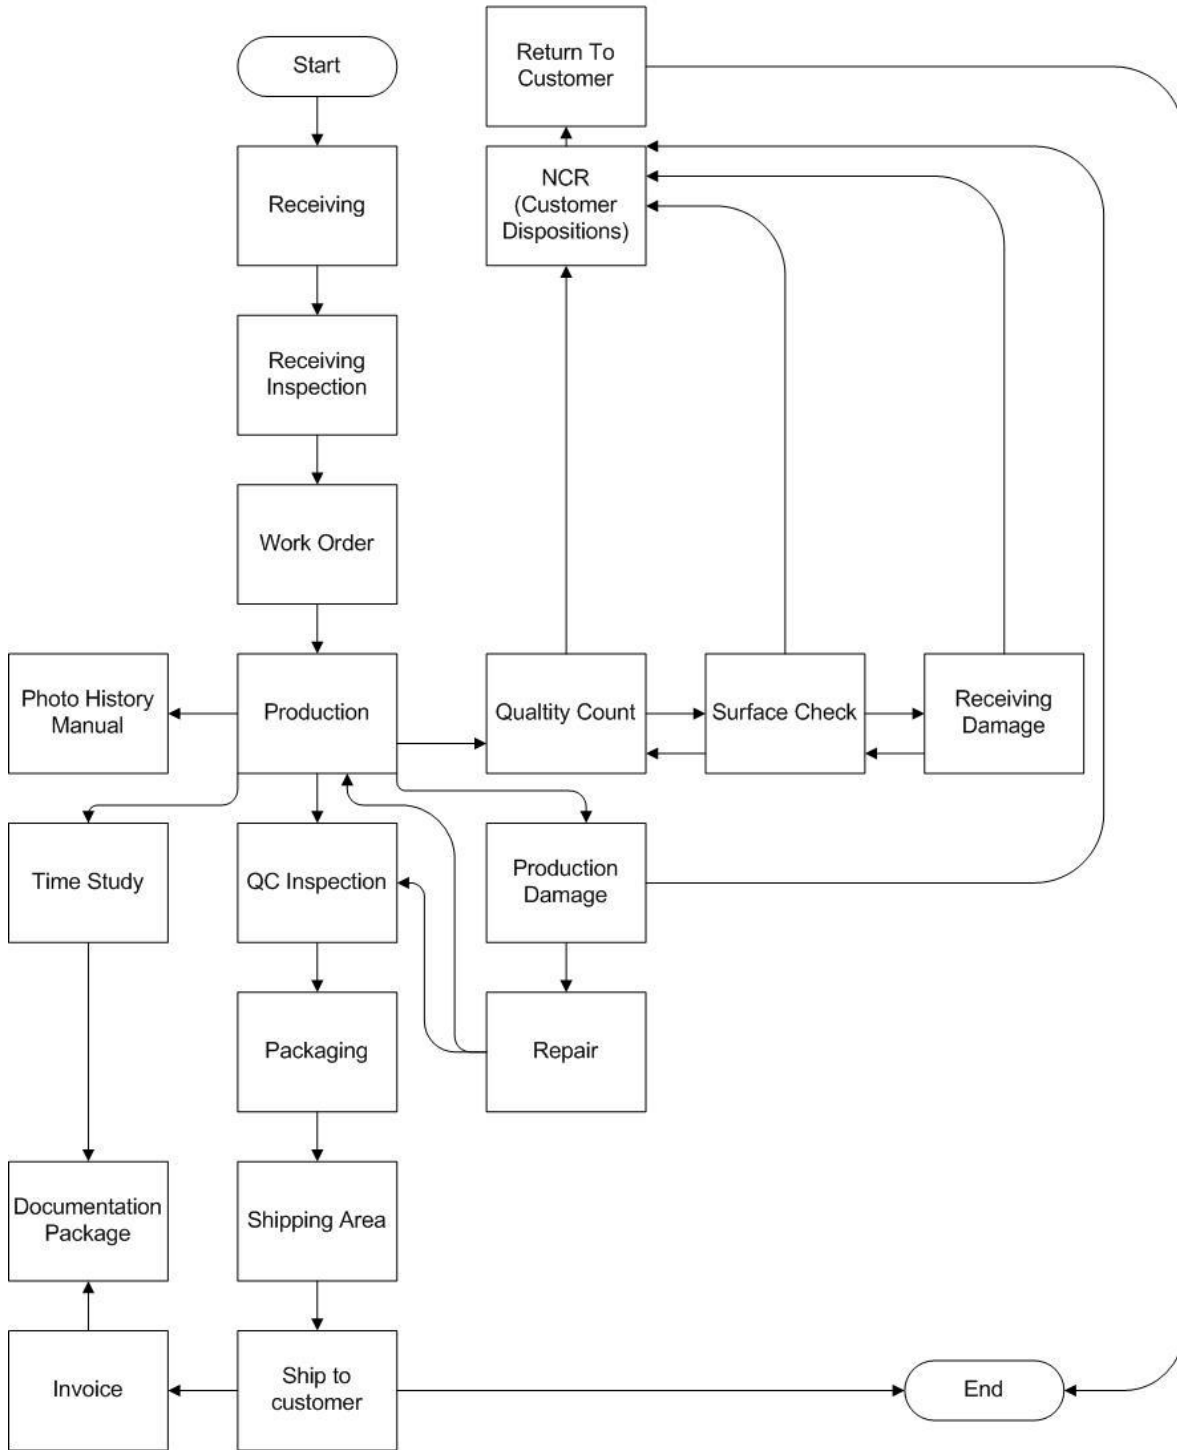 Start
Return To
Customer
Receiving
NCR
(Customer
Dispositions)
Receiving
Inspection
Work Order
Photo History
Manual
Production
Qualtity Count
Surface Check
Receiving
Damage
Time Study
QC Inspection
Production
Damage
Packaging
Repair
Documentation
Package
Shipping Area
Invoice
Ship to
customer
End